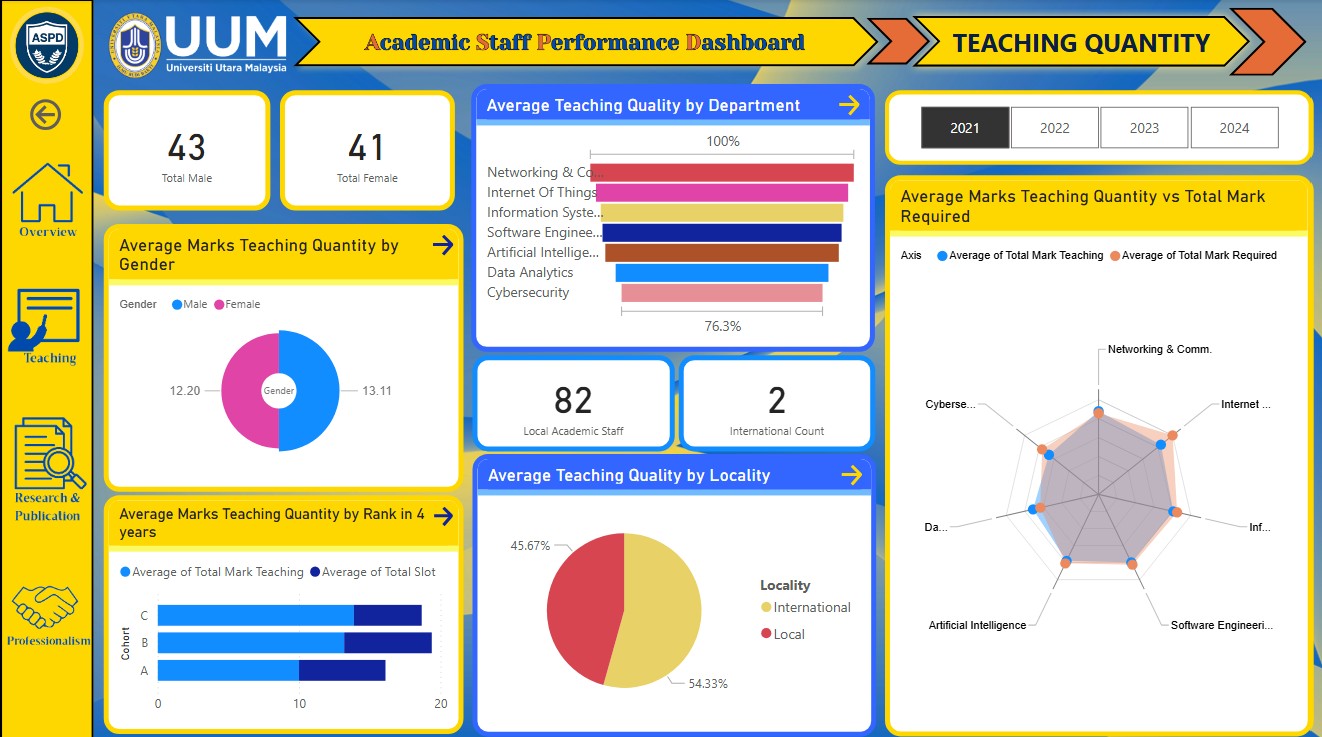 ASPD
UUM
Universiti Utara Malaysia
Academic Staff Performance Dashboard
TEACHING QUANTITY
Overview
Teaching
Research &
Publication
Professionalism
43
Total Male
41
Total Female
Average Marks Teaching Quantity by
Gender
Gender Male Female
12.20
Gender
13.11
Average Marks Teaching Quantity by Rank in 4
years
Average of Total Mark Teaching Average of Total Slot
Cohort
C
B
A
0 10 20
Average Teaching Quality by Department
100%
Networking & Co...
Internet Of Things
Information Syste...
Software Enginee...
Artificial Intellige...
Data Analytics
Cybersecurity
76.3%
82
Local Academic Staff
2
International Count
Average Teaching Quality by Locality
45.67%
54.33%
Locality
International
Local
2021 2022 2023 2024
Average Marks Teaching Quantity vs Total Mark
Required
Axis Average of Total Mark Teaching Average of Total Mark Required
Networking & Comm.
Cyberse...
Internet ...
Da...
Inf...
Artificial Intelligence
Software Engineeri...